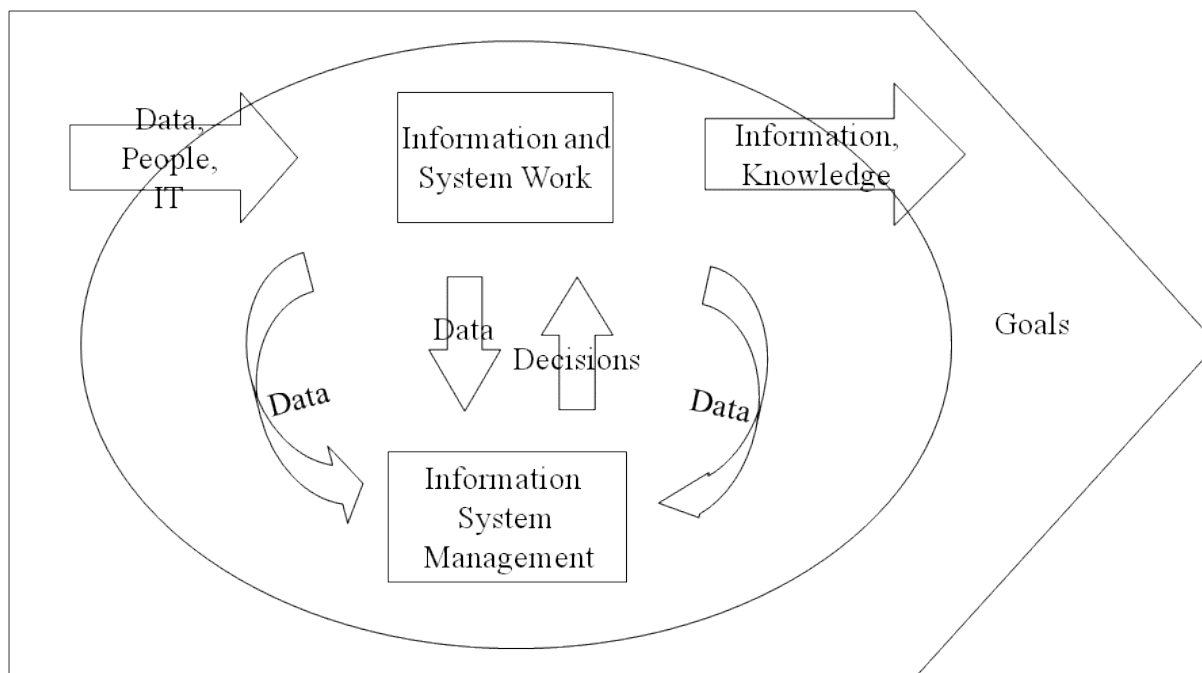 Data,
People,
IT
Information and
System Work
Information,
Knowledge
Goals
Data
Decisions
Data
Data
Information
System
Management